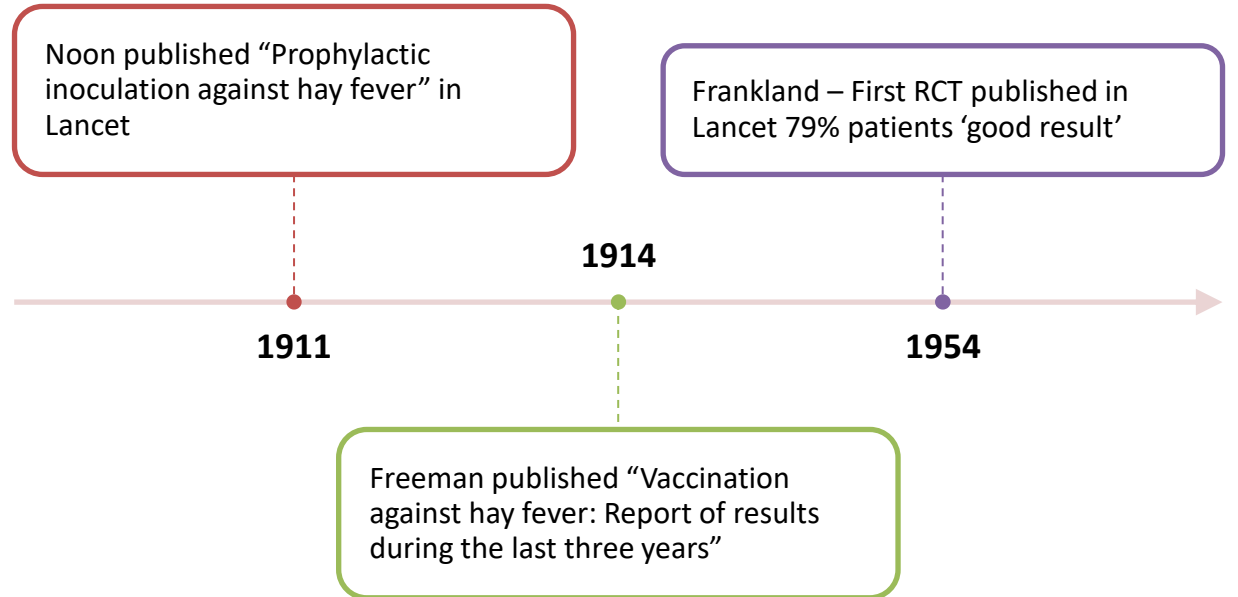 Noon published “Prophylactic
inoculation against hay fever” in
Lancet
Frankland – First RCT published in
Lancet 79% patients ‘good result’
1914
1911
1954
Freeman published “Vaccination
against hay fever: Report of results
during the last three years”